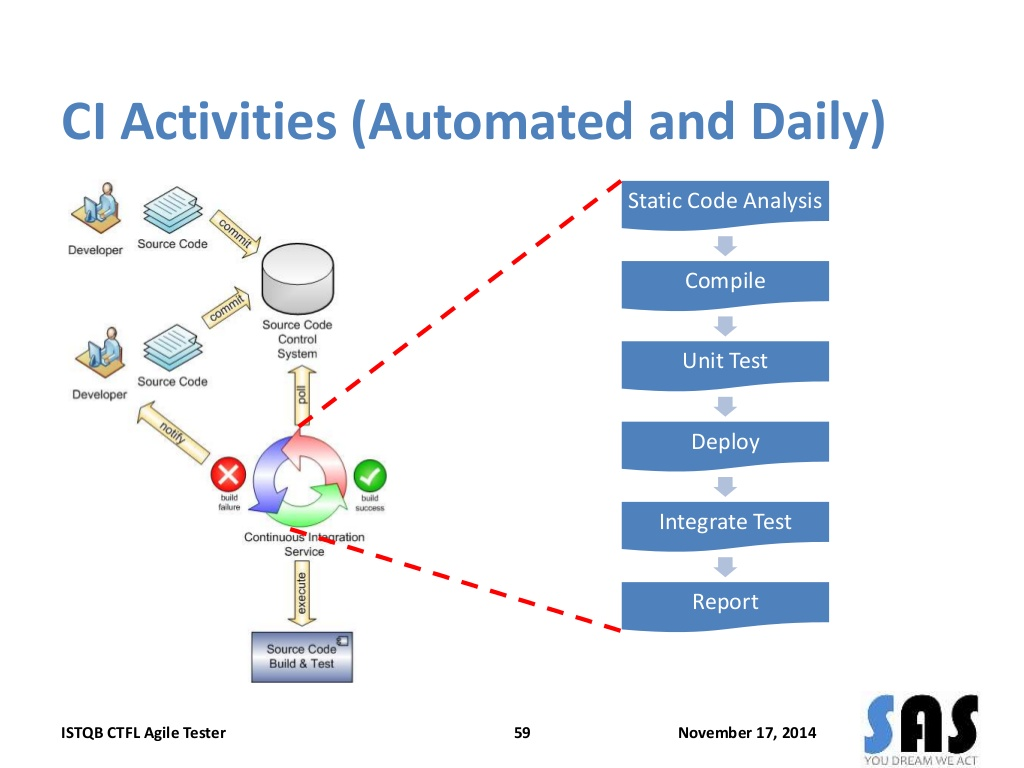 CI Activities (Automated and Daily)
Developer
Source Code
commit
Source Code
Control
System
Developer
Source Code
commit
poll
notify
build
failure
build
success
Continuous Integration
Service
execute
Source Code
Build & Test
Static Code Analysis
Compile
Unit Test
Deploy
Integrate Test
Report
ISTQB CTFL Agile Tester
59
November 17, 2014
SAS
YOU DREAM WE ACT